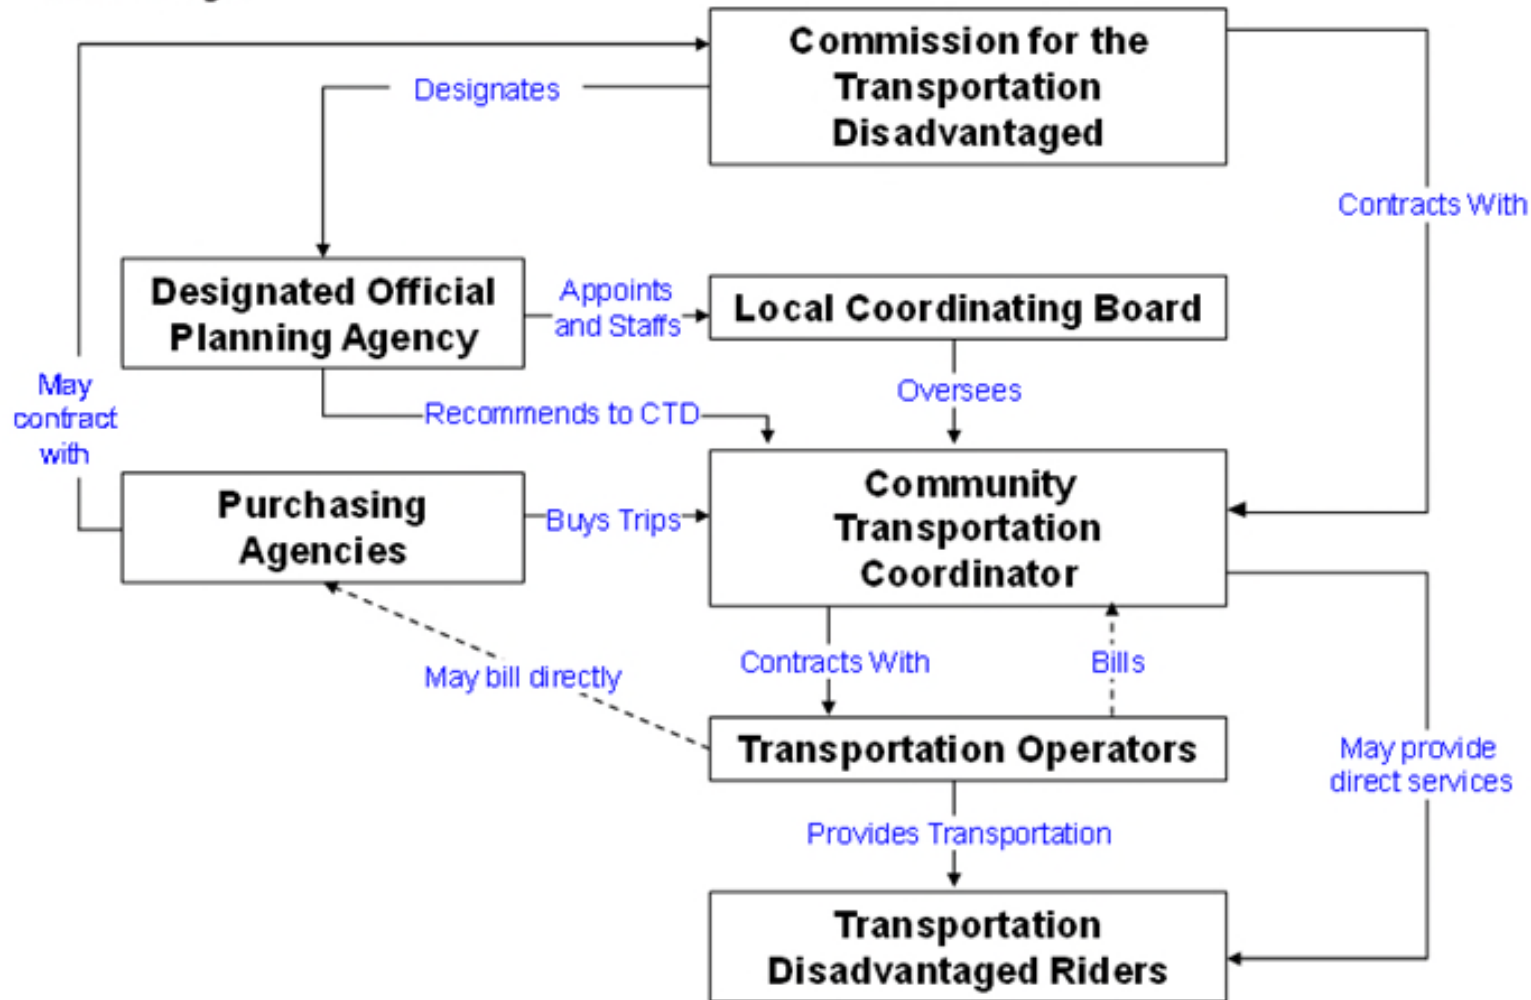 Commission for the
Transportation
Disadvantaged
Designates
Contracts With
Designated Official
Planning Agency
Appoints
and Staffs
Local Coordinating Board
May
contract
with
Recommends to CTD
Oversees
Purchasing
Agencies
Buys Trips
Community
Transportation
Coordinator
May bill directly
Contracts With
Bills
Transportation Operators
May provide
direct services
Provides Transportation
Transportation
Disadvantaged Riders